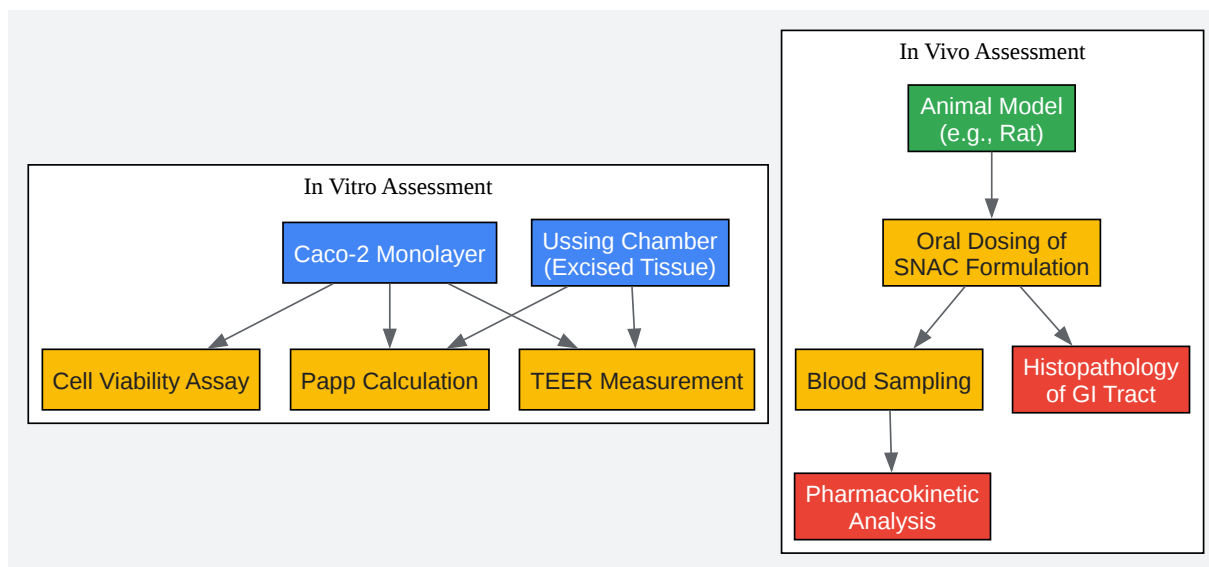 In Vitro Assessment
Caco-2 Monolayer
Ussing Chamber
(Excised Tissue)
Cell Viability Assay
Papp Calculation
TEER Measurement
In Vivo Assessment
Animal Model
(e.g., Rat)
Oral Dosing of
SNAC Formulation
Blood Sampling
Histopathology
of GI Tract
Pharmacokinetic
Analysis